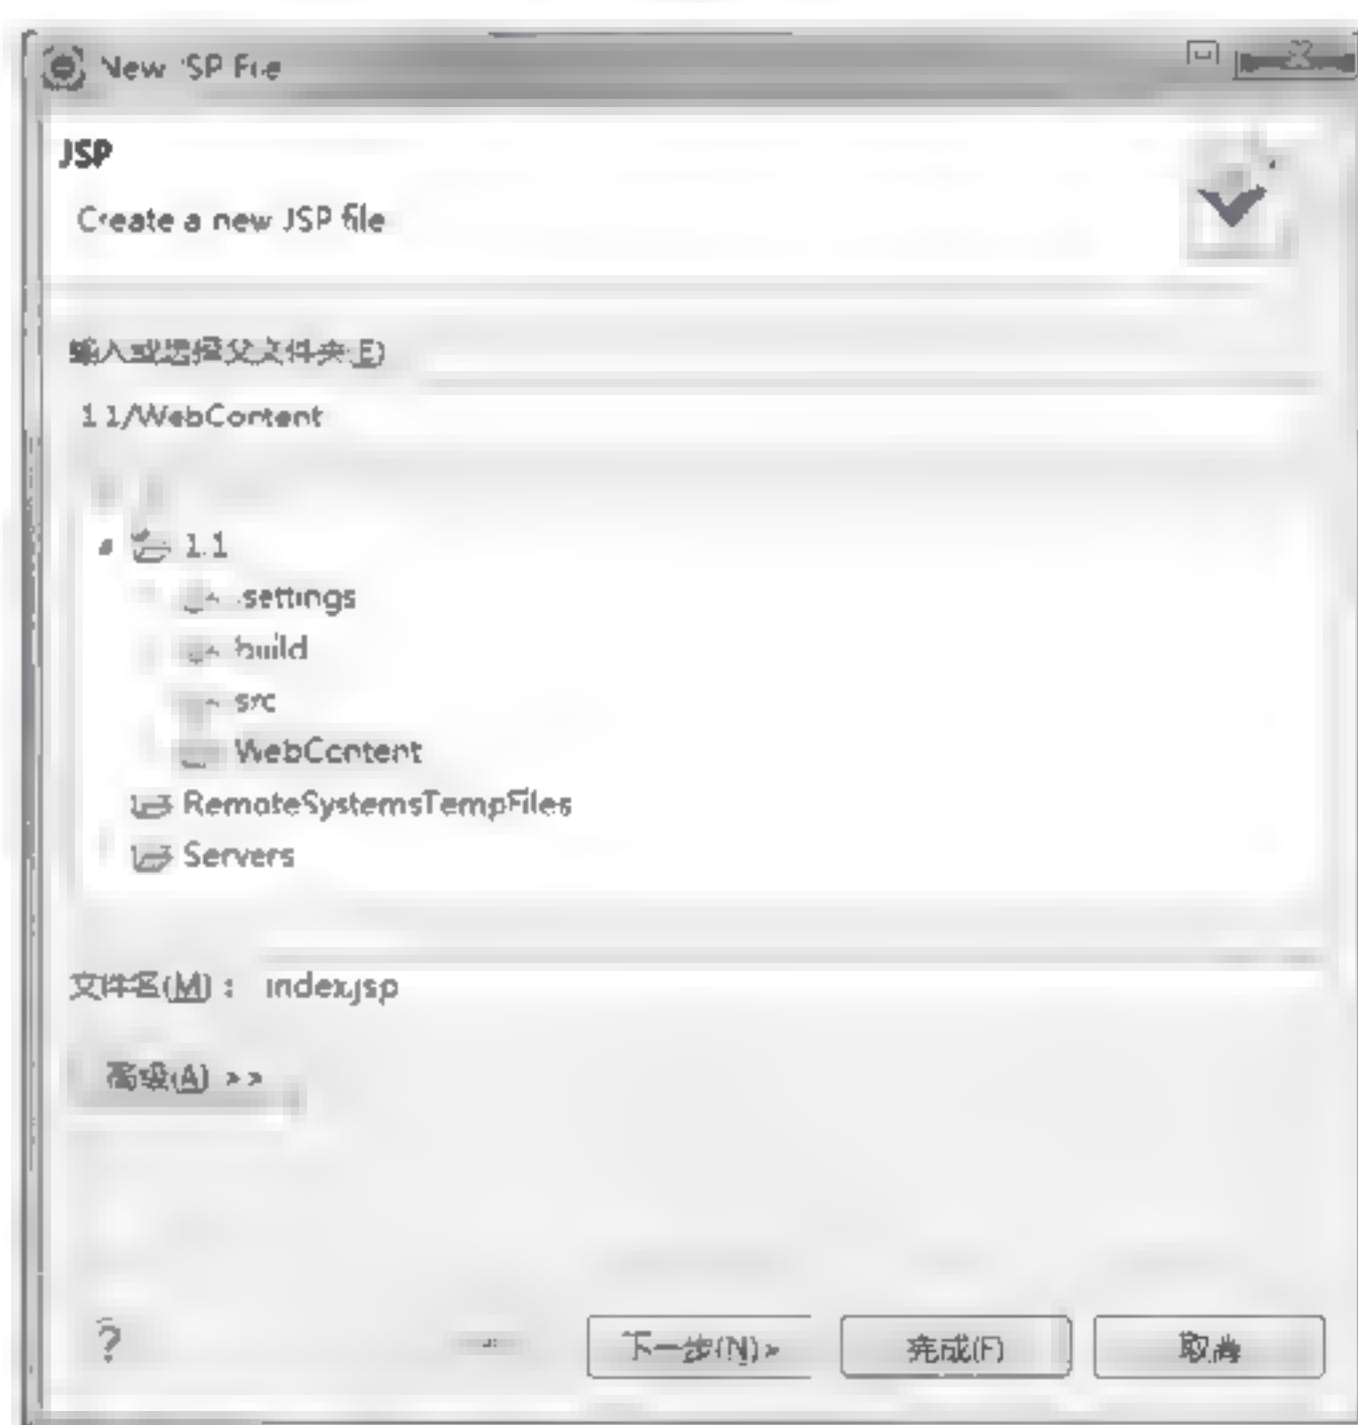 New JSP File
JSP
Create a new JSP file
输入或选择父文件夹(E)
1.1/WebContent
1.1
.settings
build
src
WebContent
RemoteSystemsTempFiles
Servers
文件名(M)： index.jsp
高级(A) >>
?
下一步(N) >
完成(F)
取消